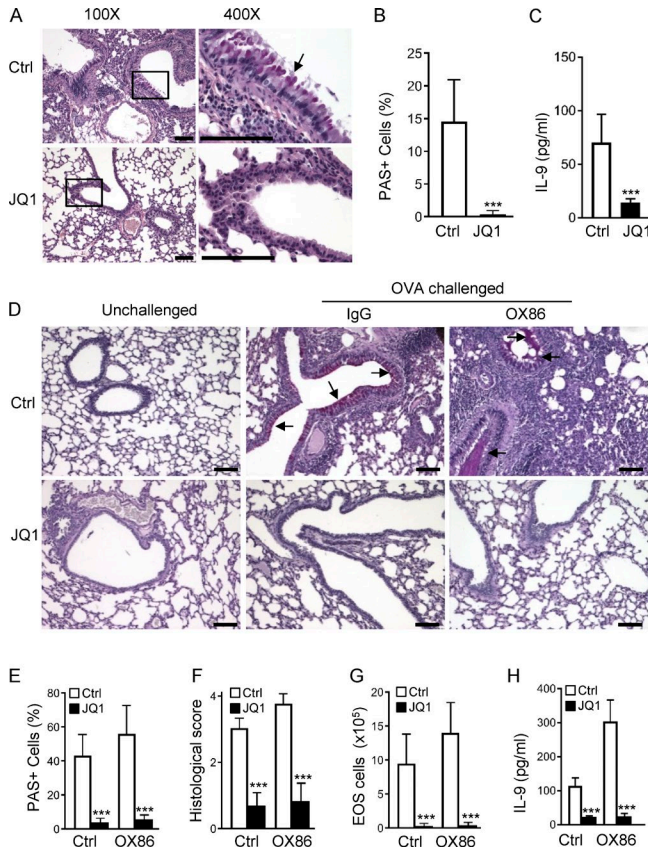 A 100X 400X
Ctrl
JQ1
B
PAS+ Cells (%)
20
15
10
5
0
***
Ctrl JQ1
C
IL-9 (pg/ml)
150
100
50
0
***
Ctrl JQ1
D
OVA challenged
Unchallenged IgG OX86
Ctrl
JQ1
E
Ctrl
JQ1
PAS+ Cells (%)
80
60
40
20
0
*** ***
Ctrl OX86
F
Ctrl
JQ1
Histological score
4
2
0
*** ***
Ctrl OX86
G
Ctrl
JQ1
EOS cells (x10⁵)
20
15
10
5
0
*** ***
Ctrl OX86
H
Ctrl
JQ1
IL-9 (pg/ml)
400
300
200
100
0
*** ***
Ctrl OX86